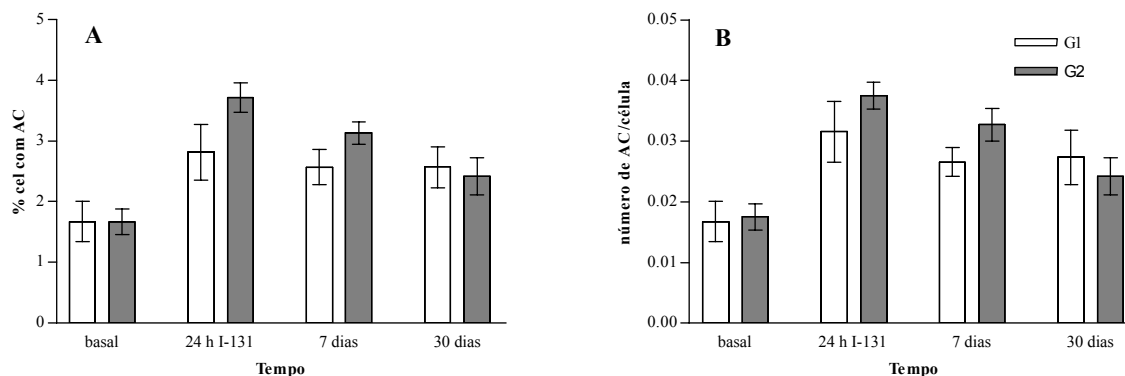 A
% cel com AC
5
4
3
2
1
0
basal
24 h I-131
7 dias
30 dias
Tempo
B
número de AC/célula
0.05
0.04
0.03
0.02
0.01
0.00
basal
24 h I-131
7 dias
30 dias
Tempo
G1
G2